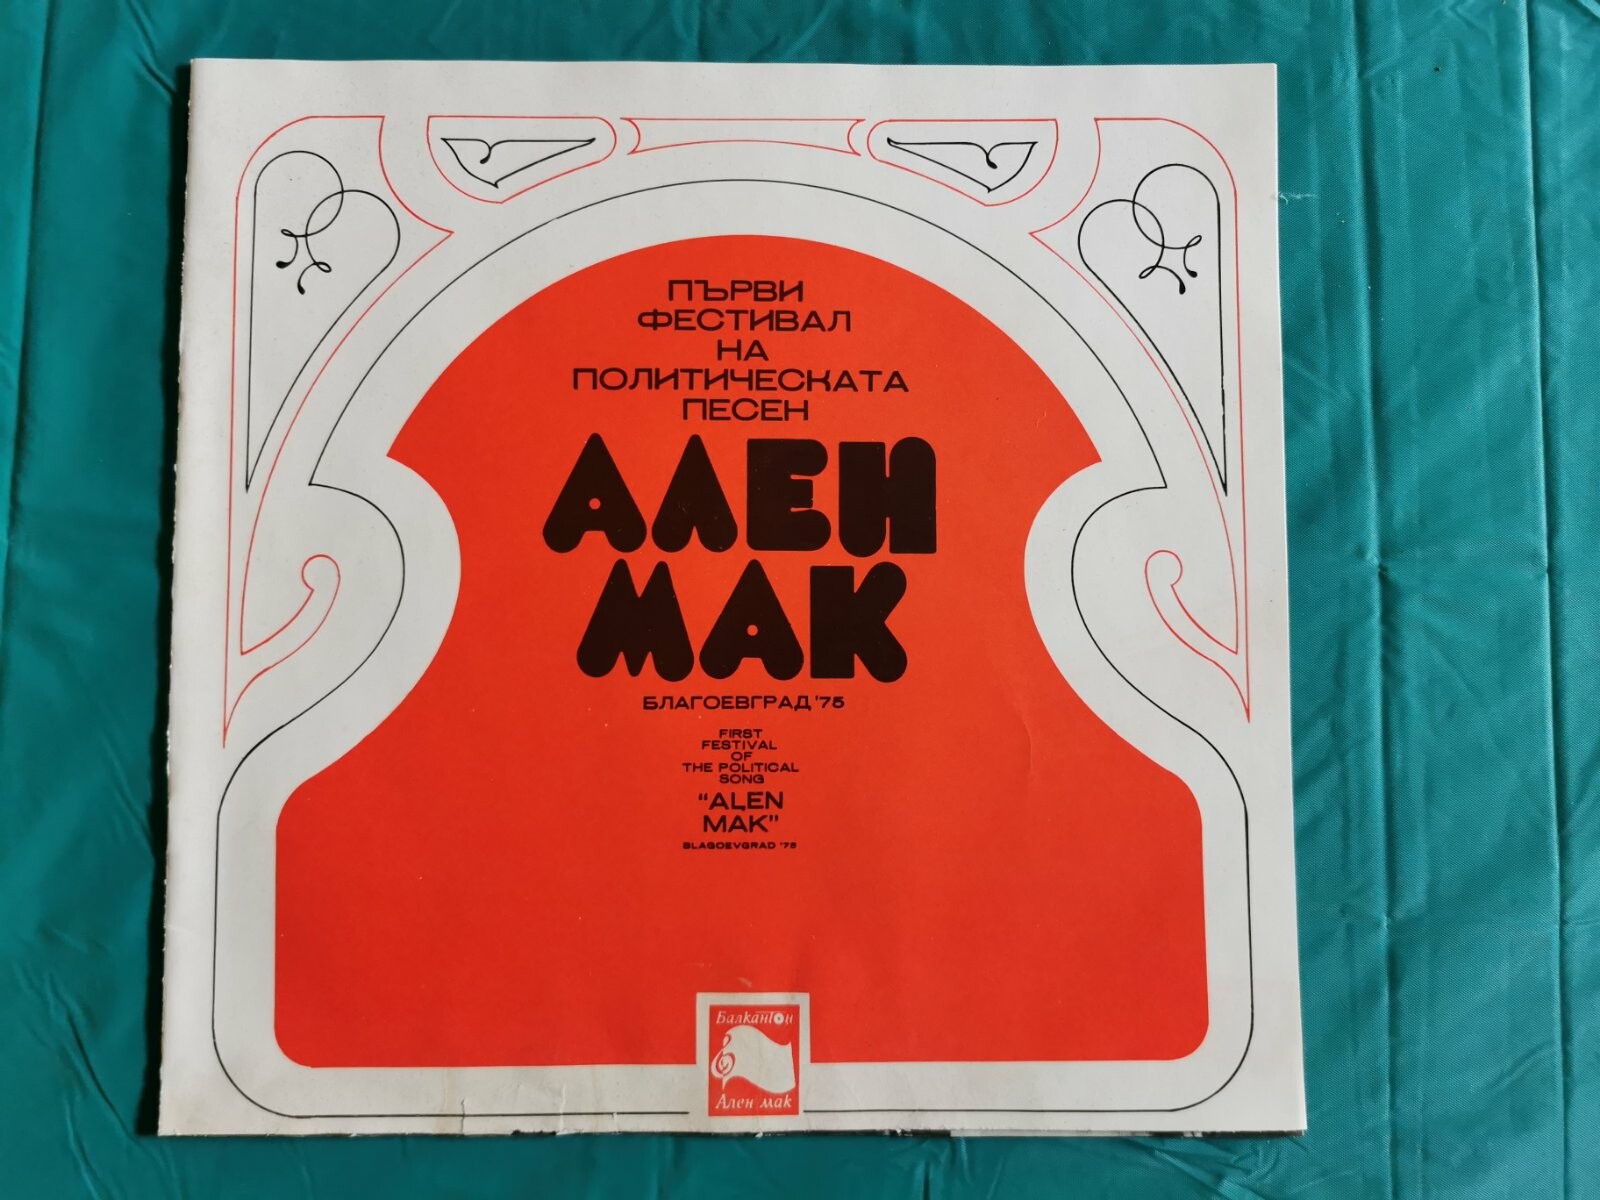 ПЪРВИ
ФЕСТИВАЛ
НА
ПОЛИТИЧЕСКАТА
ПЕСЕН
АЛЕН
МАК
БЛАГОЕВГРАД '75
FIRST
FESTIVAL
OF
THE POLITICAL
SONG
"ALEN
MAK"
BLAGOEVGRAD '75
Балкантон
Ален мак